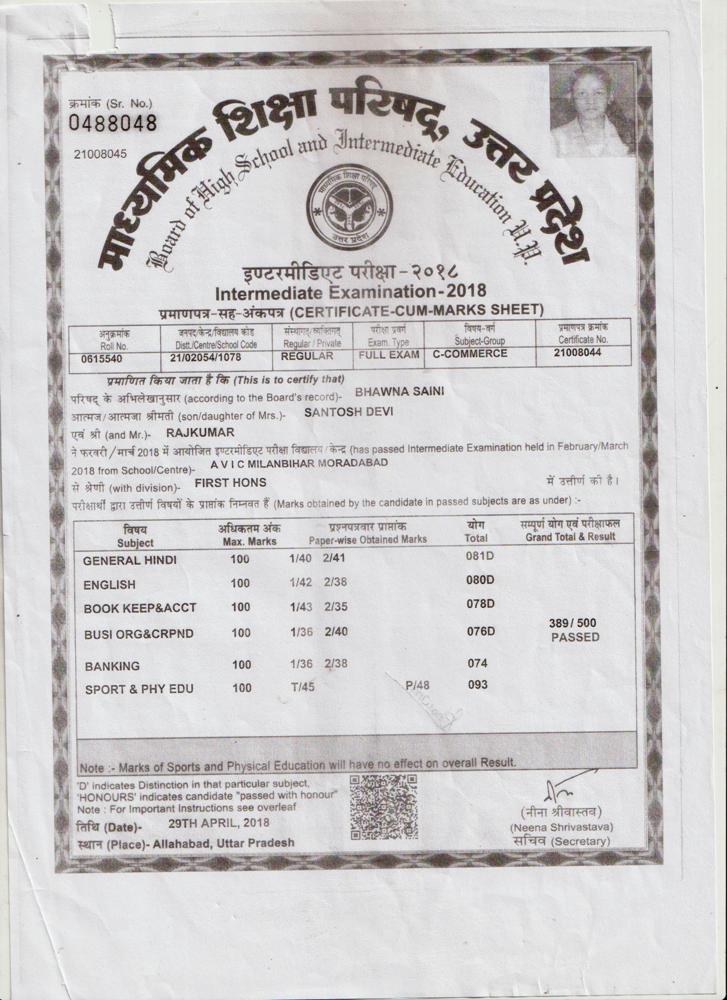 क्रमांक (Sr. No.)
0488048
21008045
माध्यमिक शिक्षा परिषद्, उत्तर प्रदेश
Board of High School and Intermediate Education U.P.
माध्यमिक शिक्षा परिषद्
उत्तर प्रदेश
इण्टरमीडिएट परीक्षा-२०१८
Intermediate Examination-2018
प्रमाणपत्र-सह-अंकपत्र (CERTIFICATE-CUM-MARKS SHEET)
अनुक्रमांक जनपद/केन्द्र/विद्यालय कोड संस्थागत/व्यक्तिगत परीक्षा प्रवर्ग विषय-वर्ग प्रमाणपत्र क्रमांक
Roll No. Distt./Centre/School Code Regular / Private Exam. Type Subject-Group Certificate No.
0615540 21/02054/1078 REGULAR FULL EXAM C-COMMERCE 21008044
प्रमाणित किया जाता है कि (This is to certify that)
परिषद् के अभिलेखानुसार (according to the Board's record)- BHAWNA SAINI
आत्मज/आत्मजा श्रीमती (son/daughter of Mrs.)- SANTOSH DEVI
एवं श्री (and Mr.)- RAJKUMAR
ने फरवरी/मार्च 2018 में आयोजित इण्टरमीडिएट परीक्षा विद्यालय/केन्द्र (has passed Intermediate Examination held in February/March
2018 from School/Centre)- A V I C MILANBIHAR MORADABAD
से श्रेणी (with division)- FIRST HONS में उत्तीर्ण की है।
परीक्षार्थी द्वारा उत्तीर्ण विषयों के प्राप्तांक निम्नवत हैं (Marks obtained by the candidate in passed subjects are as under) :-
विषय अधिकतम अंक प्रश्नपत्रवार प्राप्तांक योग सम्पूर्ण योग एवं परीक्षाफल
Subject Max. Marks Paper-wise Obtained Marks Total Grand Total & Result
GENERAL HINDI 100 1/40 2/41 081D
ENGLISH 100 1/42 2/38 080D
BOOK KEEP&ACCT 100 1/43 2/35 078D
BUSI ORG&CRPND 100 1/36 2/40 076D
389/500
PASSED
BANKING 100 1/36 2/38 074
SPORT & PHY EDU 100 T/45 P/48 093
Note :- Marks of Sports and Physical Education will have no effect on overall Result.
'D' indicates Distinction in that particular subject.
'HONOURS' indicates candidate "passed with honour"
Note : For Important Instructions see overleaf
तिथि (Date)- 29TH APRIL, 2018
स्थान (Place)- Allahabad, Uttar Pradesh
(नीना श्रीवास्तव)
(Neena Shrivastava)
सचिव (Secretary)